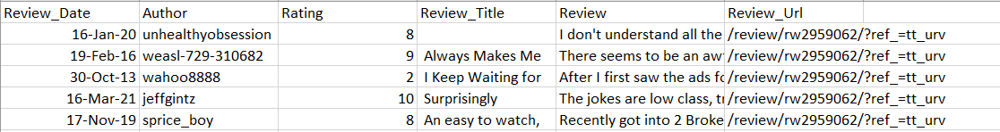 Review_Date Author Rating Review_Title Review Review_Url
16-Jan-20 unhealthyobsession 8 I don't understand all the /review/rw2959062/?ref_=tt_urv
19-Feb-16 weasl-729-310682 9 Always Makes Me There seems to be an aw /review/rw2959062/?ref_=tt_urv
30-Oct-13 wahoo8888 2 I Keep Waiting for After I first saw the ads fo /review/rw2959062/?ref_=tt_urv
16-Mar-21 jeffgintz 10 Surprisingly The jokes are low class, tr /review/rw2959062/?ref_=tt_urv
17-Nov-19 sprice_boy 8 An easy to watch, Recently got into 2 Broke /review/rw2959062/?ref_=tt_urv